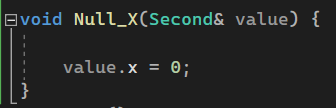 void Null_X(Second& value) {
value.x = 0;
}